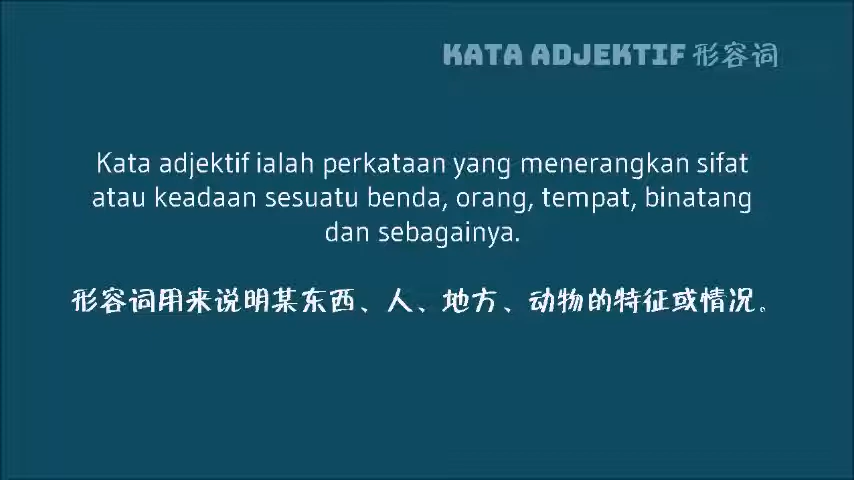 KATA ADJEKTIF 形容词
Kata adjektif ialah perkataan yang menerangkan sifat
atau keadaan sesuatu benda, orang, tempat, binatang
dan sebagainya.
形容词用来说明某东西、人、地方、动物的特征或情况。